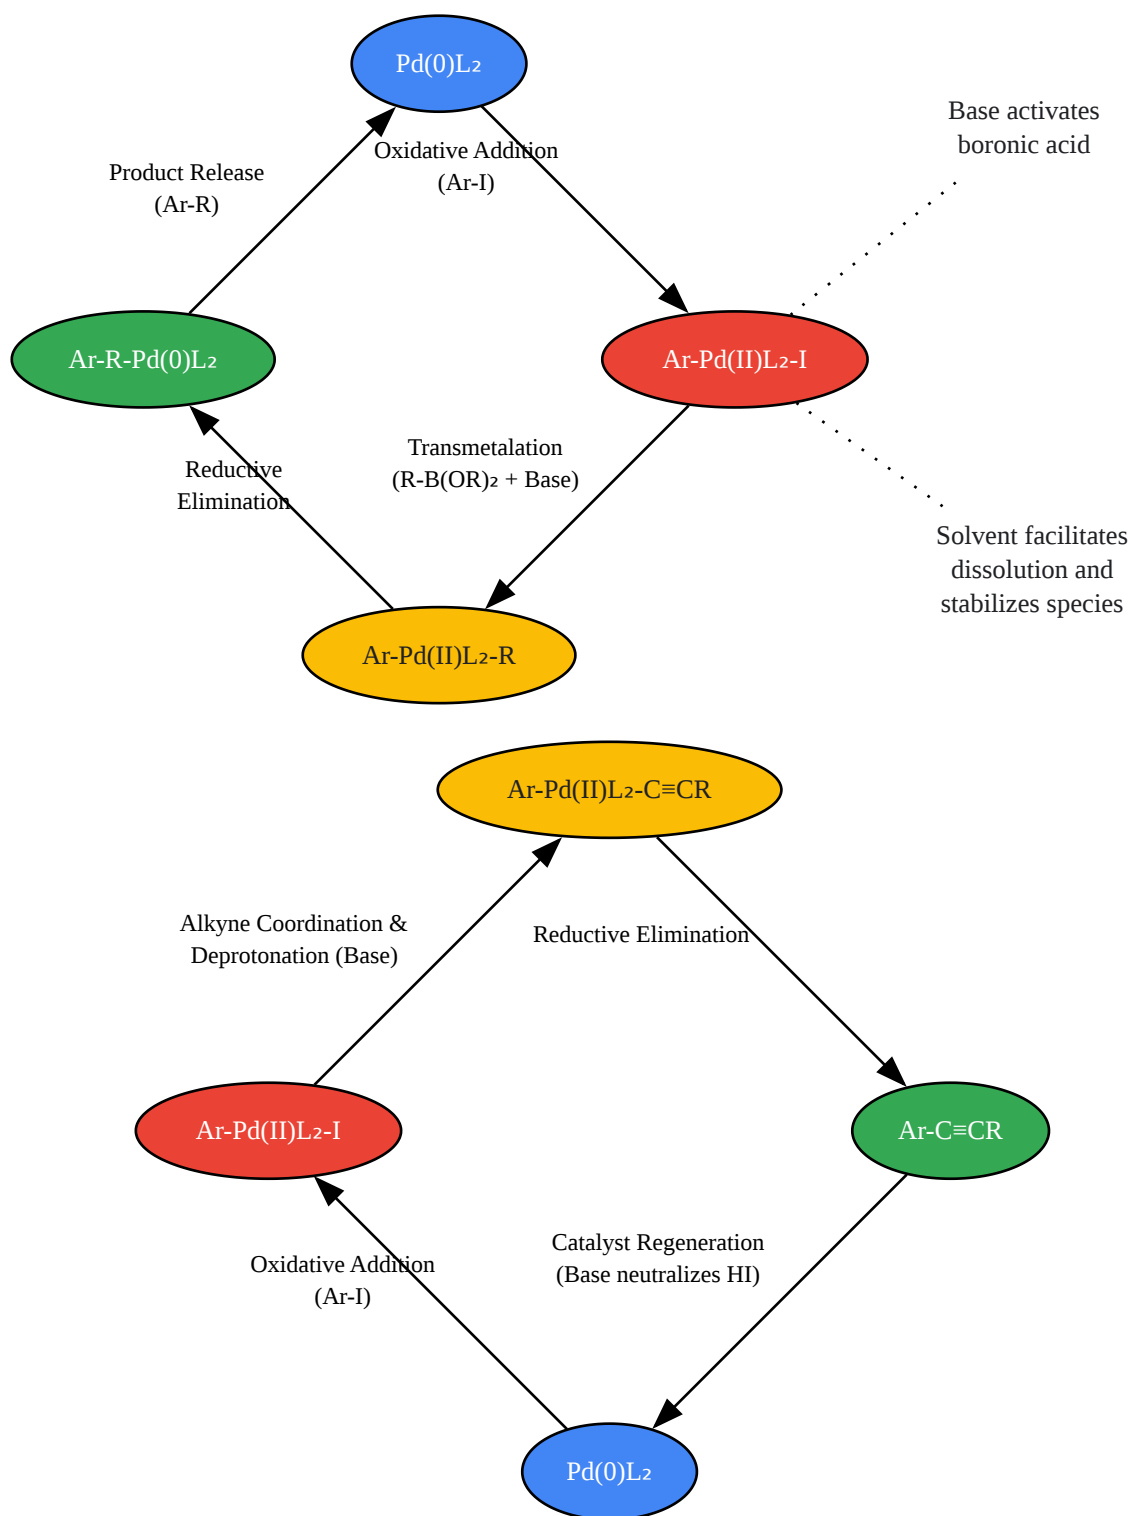 Pd(0)L₂
Base activates
boronic acid
Oxidative Addition
(Ar-I)
Product Release
(Ar-R)
Ar-R-Pd(0)L₂
Ar-Pd(II)L₂-I
Transmetalation
(R-B(OR)₂ + Base)
Reductive
Elimination
Solvent facilitates
dissolution and
stabilizes species
Ar-Pd(II)L₂-R
Ar-Pd(II)L₂-C≡CR
Alkyne Coordination &
Deprotonation (Base)
Reductive Elimination
Ar-Pd(II)L₂-I
Ar-C≡CR
Catalyst Regeneration
(Base neutralizes HI)
Oxidative Addition
(Ar-I)
Pd(0)L₂